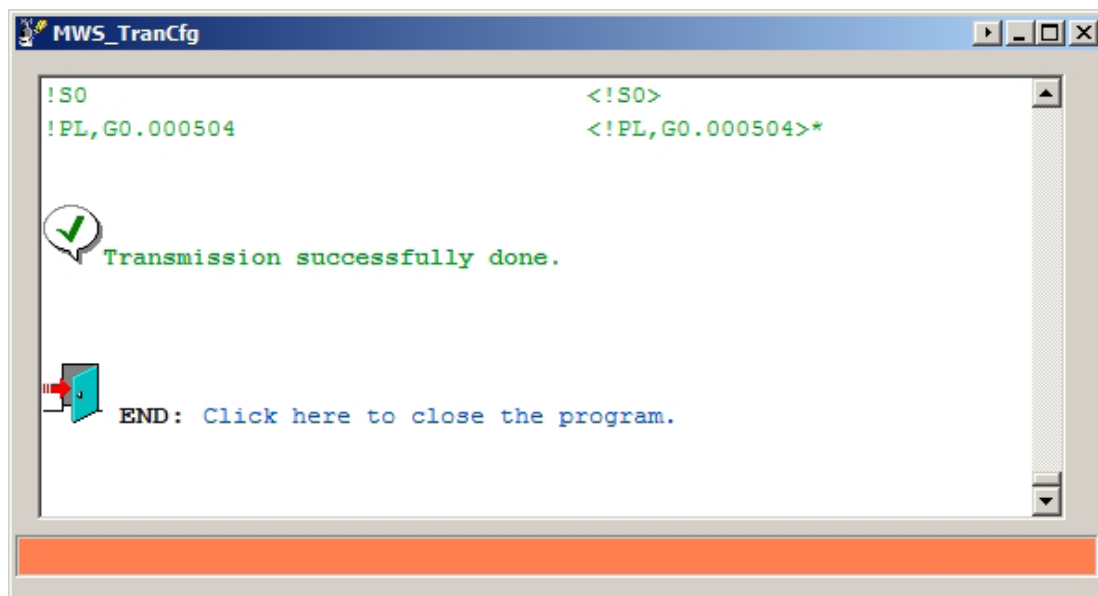 MWS_TranCfg
!S0 <!S0>
!PL,G0.000504 <!PL,G0.000504>*
Transmission successfully done.
END: Click here to close the program.